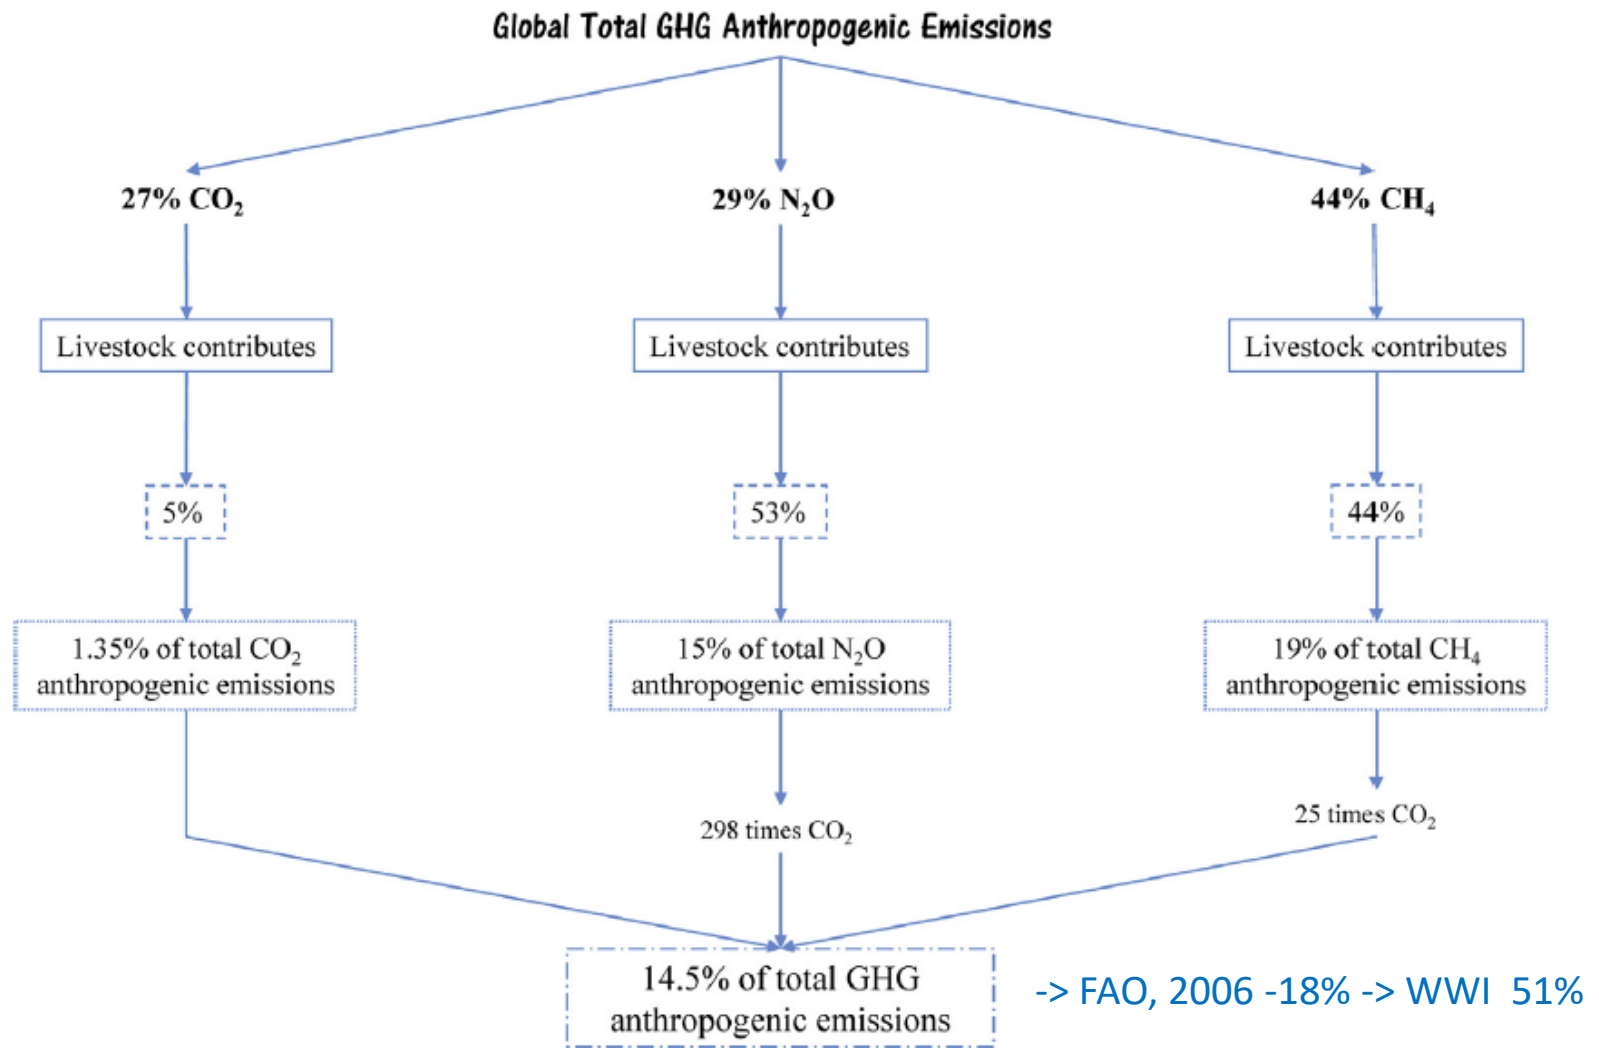 Global Total GHG Anthropogenic Emissions
27% CO₂
29% N₂O
44% CH₄
Livestock contributes
Livestock contributes
Livestock contributes
5%
53%
44%
1.35% of total CO₂
anthropogenic emissions
15% of total N₂O
anthropogenic emissions
19% of total CH₄
anthropogenic emissions
298 times CO₂
25 times CO₂
14.5% of total GHG
anthropogenic emissions
-> FAO, 2006 -18% -> WWI 51%